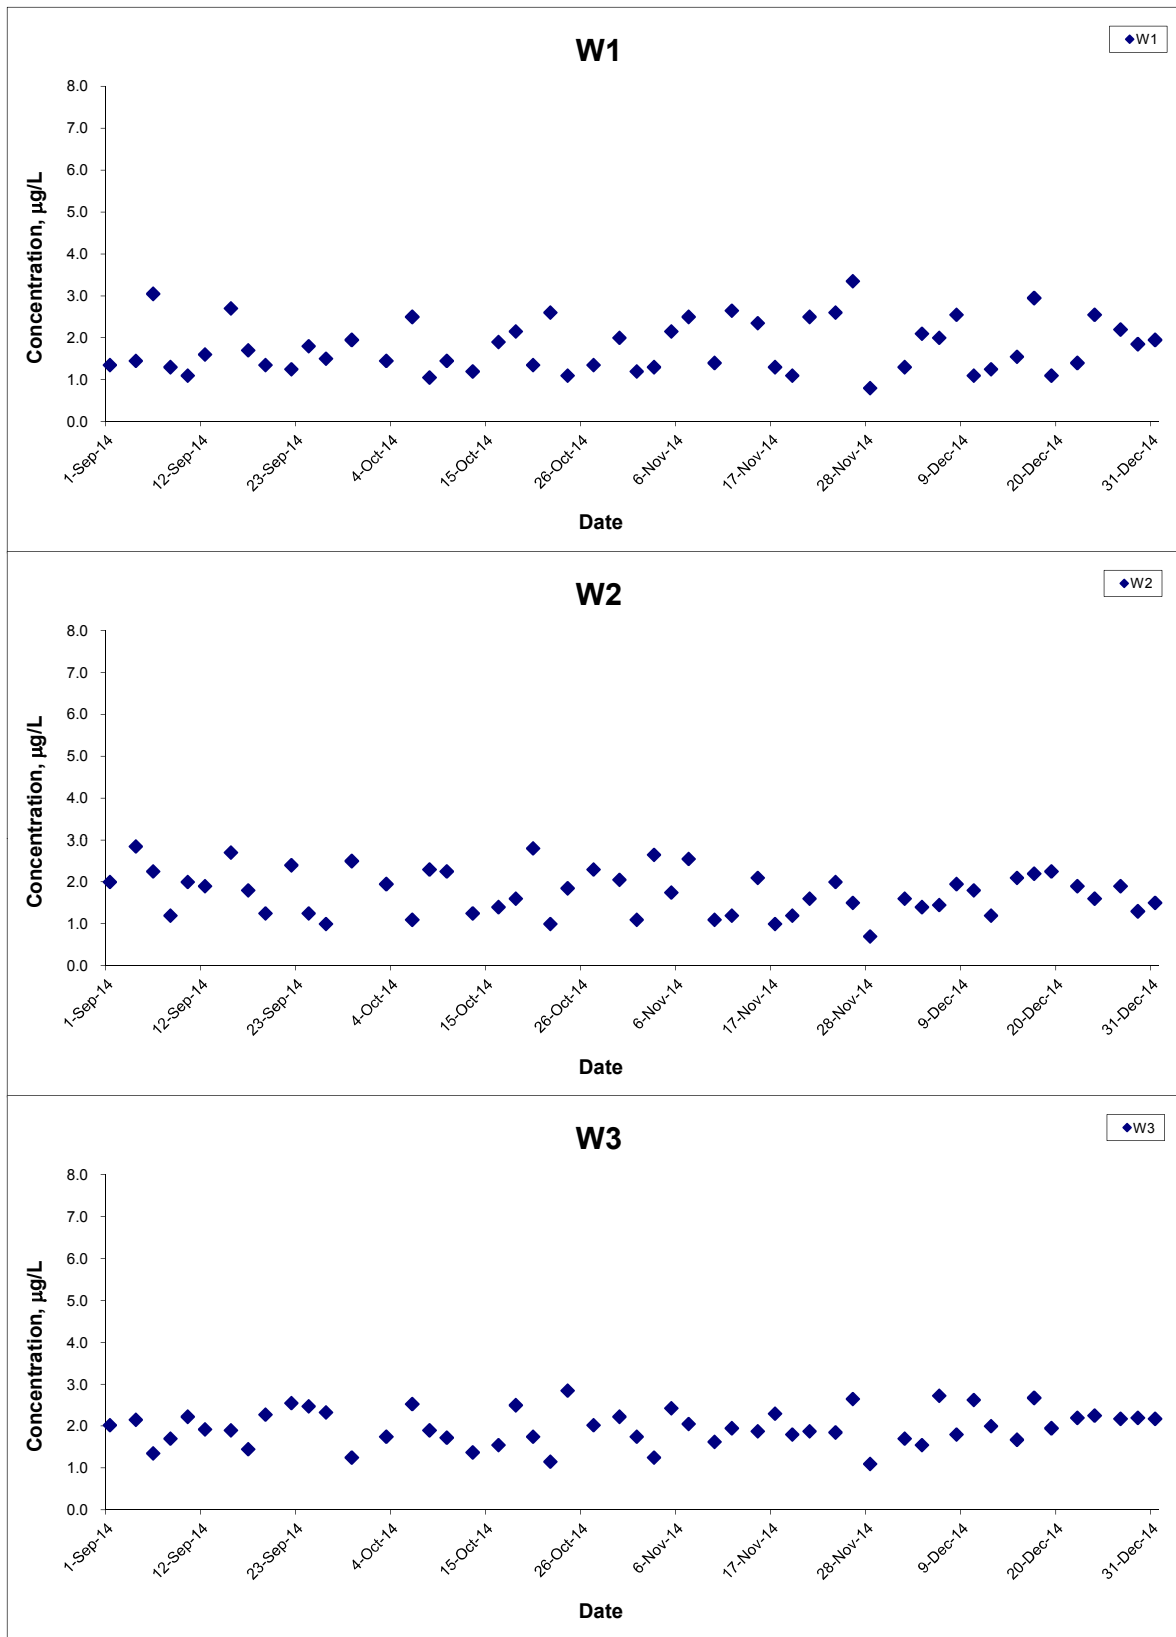 W1
W1
8.0
7.0
6.0
5.0
4.0
3.0
2.0
1.0
0.0
Concentration, µg/L
1-Sep-14
12-Sep-14
23-Sep-14
4-Oct-14
15-Oct-14
26-Oct-14
6-Nov-14
17-Nov-14
28-Nov-14
9-Dec-14
20-Dec-14
31-Dec-14
Date
W2
W2
8.0
7.0
6.0
5.0
4.0
3.0
2.0
1.0
0.0
Concentration, µg/L
1-Sep-14
12-Sep-14
23-Sep-14
4-Oct-14
15-Oct-14
26-Oct-14
6-Nov-14
17-Nov-14
28-Nov-14
9-Dec-14
20-Dec-14
31-Dec-14
Date
W3
W3
8.0
7.0
6.0
5.0
4.0
3.0
2.0
1.0
0.0
Concentration, µg/L
1-Sep-14
12-Sep-14
23-Sep-14
4-Oct-14
15-Oct-14
26-Oct-14
6-Nov-14
17-Nov-14
28-Nov-14
9-Dec-14
20-Dec-14
31-Dec-14
Date